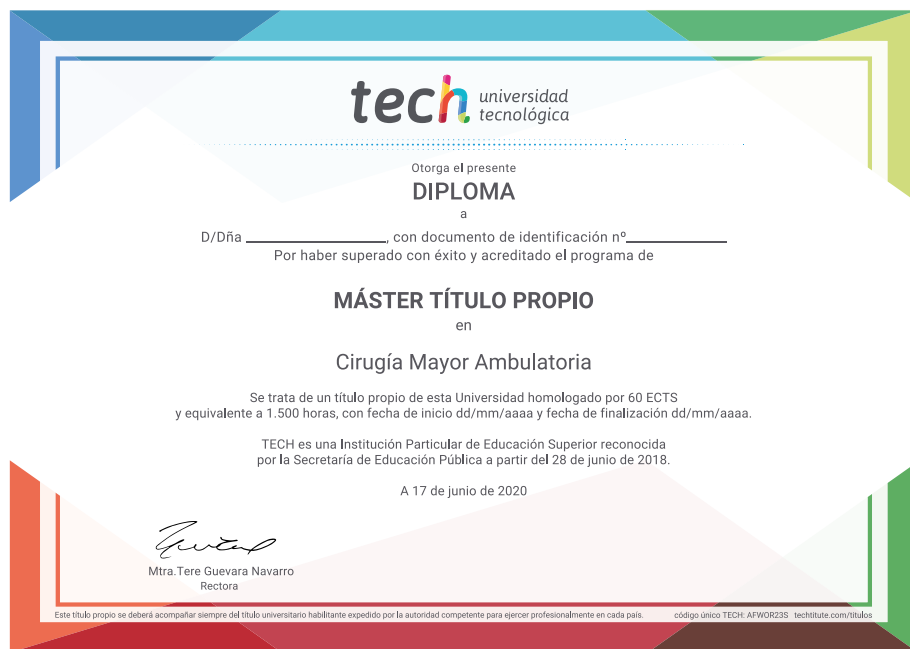 tech universidad
tecnológica
Otorga el presente
DIPLOMA
a
D/Dña ______________, con documento de identificación nº__________
Por haber superado con éxito y acreditado el programa de
MÁSTER TÍTULO PROPIO
en
Cirugía Mayor Ambulatoria
Se trata de un título propio de esta Universidad homologado por 60 ECTS
y equivalente a 1.500 horas, con fecha de inicio dd/mm/aaaa y fecha de finalización dd/mm/aaaa.
TECH es una Institución Particular de Educación Superior reconocida
por la Secretaría de Educación Pública a partir del 28 de junio de 2018.
A 17 de junio de 2020
Mtra.Tere Guevara Navarro
Rectora
Este título propio se deberá acompañar siempre del título universitario habilitante expedido por la autoridad competente para ejercer profesionalmente en cada país. código único TECH: AFWOR23S techtitute.com/titulos